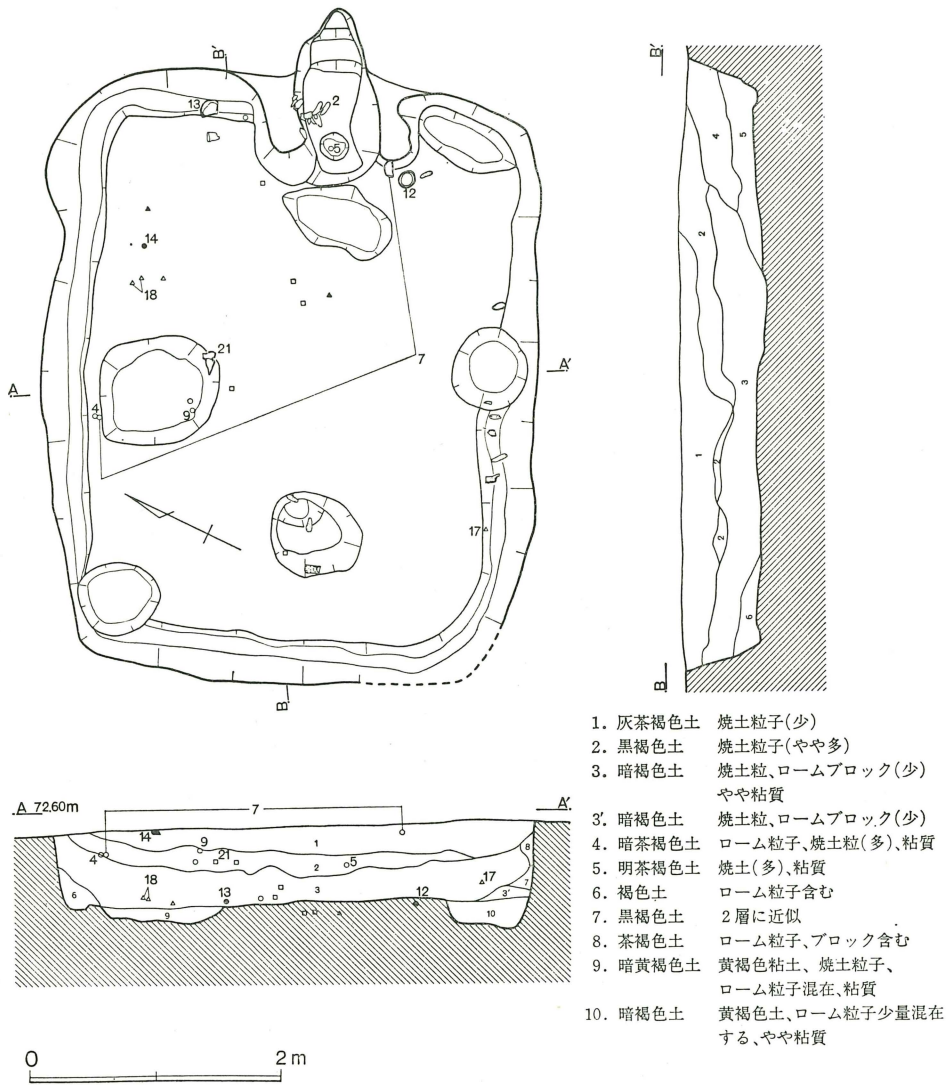 B′
B′
2
13
5
12
4
5
14
2
18
21
7
A
A′
4
9
3
1
2
17
2
6
B
B
1. 灰茶褐色土 焼土粒子(少)
2. 黒褐色土 焼土粒子(やや多)
3. 暗褐色土 焼土粒、ロームブロック(少)
やや粘質
3′. 暗褐色土 焼土粒、ロームブロック(少)
4. 暗茶褐色土 ローム粒子、焼土粒(多)、粘質
5. 明茶褐色土 焼土(多)、粘質
6. 褐色土 ローム粒子含む
7. 黒褐色土 2層に近似
8. 茶褐色土 ローム粒子、ブロック含む
9. 暗黄褐色土 黄褐色粘土、焼土粒子、
ローム粒子混在、粘質
10. 暗褐色土 黄褐色土、ローム粒子少量混在
する、やや粘質
A 72,60m
7
A′
14
1
8
9
4
21
2
5
18
3
17
7
6
13
12
3′
9
10
0
2m